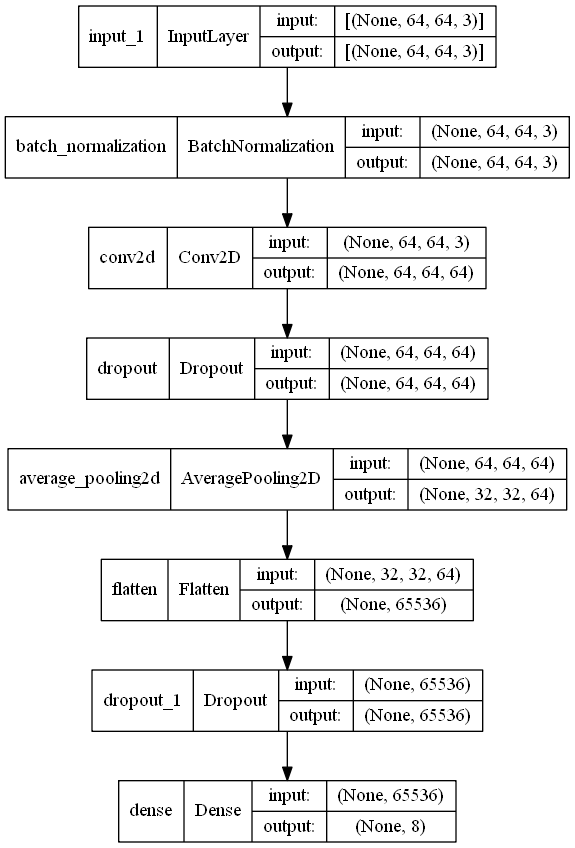 input_1 InputLayer input: [(None, 64, 64, 3)]
output: [(None, 64, 64, 3)]
batch_normalization BatchNormalization input: (None, 64, 64, 3)
output: (None, 64, 64, 3)
conv2d Conv2D input: (None, 64, 64, 3)
output: (None, 64, 64, 64)
dropout Dropout input: (None, 64, 64, 64)
output: (None, 64, 64, 64)
average_pooling2d AveragePooling2D input: (None, 64, 64, 64)
output: (None, 32, 32, 64)
flatten Flatten input: (None, 32, 32, 64)
output: (None, 65536)
dropout_1 Dropout input: (None, 65536)
output: (None, 65536)
dense Dense input: (None, 65536)
output: (None, 8)